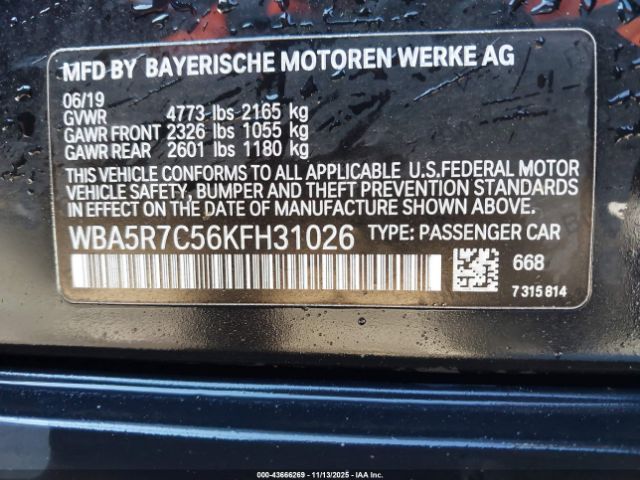 MFD BY BAYERISCHE MOTOREN WERKE AG
06/19
GVWR 4773 lbs 2165 kg
GAWR FRONT 2326 lbs 1055 kg
GAWR REAR 2601 lbs 1180 kg
THIS VEHICLE CONFORMS TO ALL APPLICABLE U.S.FEDERAL MOTOR
VEHICLE SAFETY, BUMPER AND THEFT PREVENTION STANDARDS
IN EFFECT ON THE DATE OF MANUFACTURE SHOWN ABOVE.
WBA5R7C56KFH31026 TYPE: PASSENGER CAR
668
7 315 814
000-43666269 - 11/13/2025 - IAA Inc.